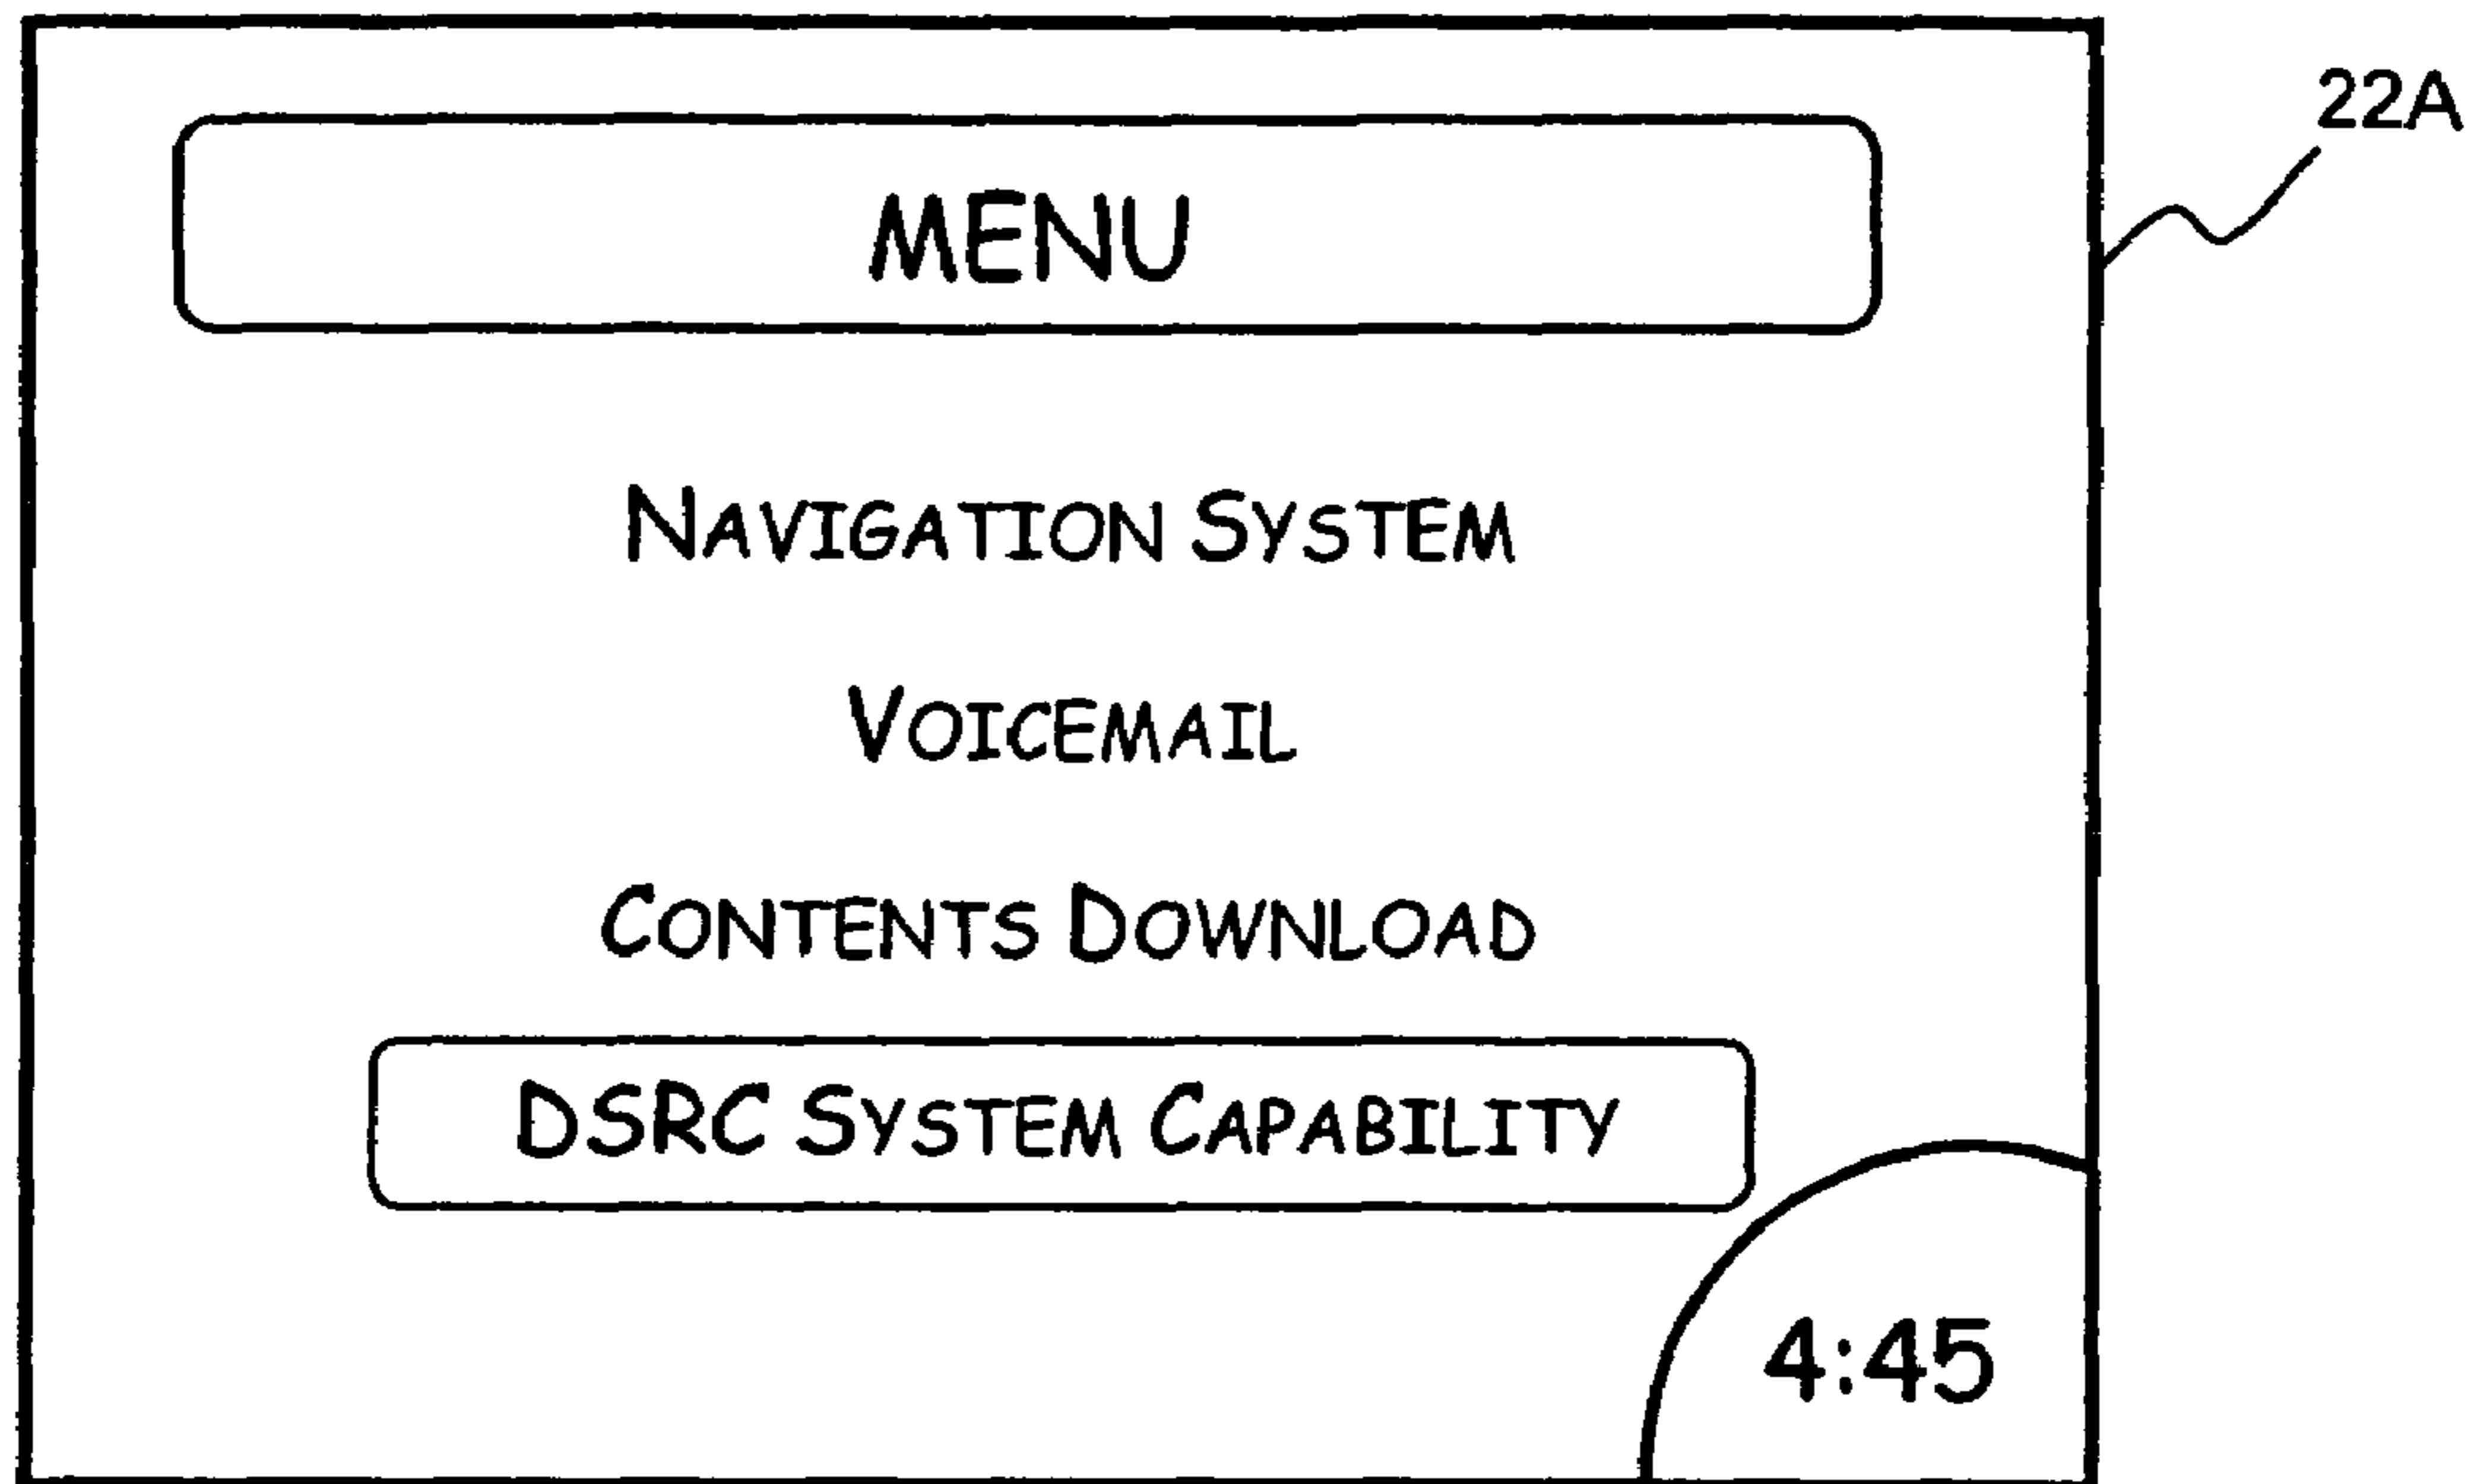 22A
MENU
NAVIGATION SYSTEM
VOICEMAIL
CONTENTS DOWNLOAD
DSRC SYSTEM CAPABILITY
4:45